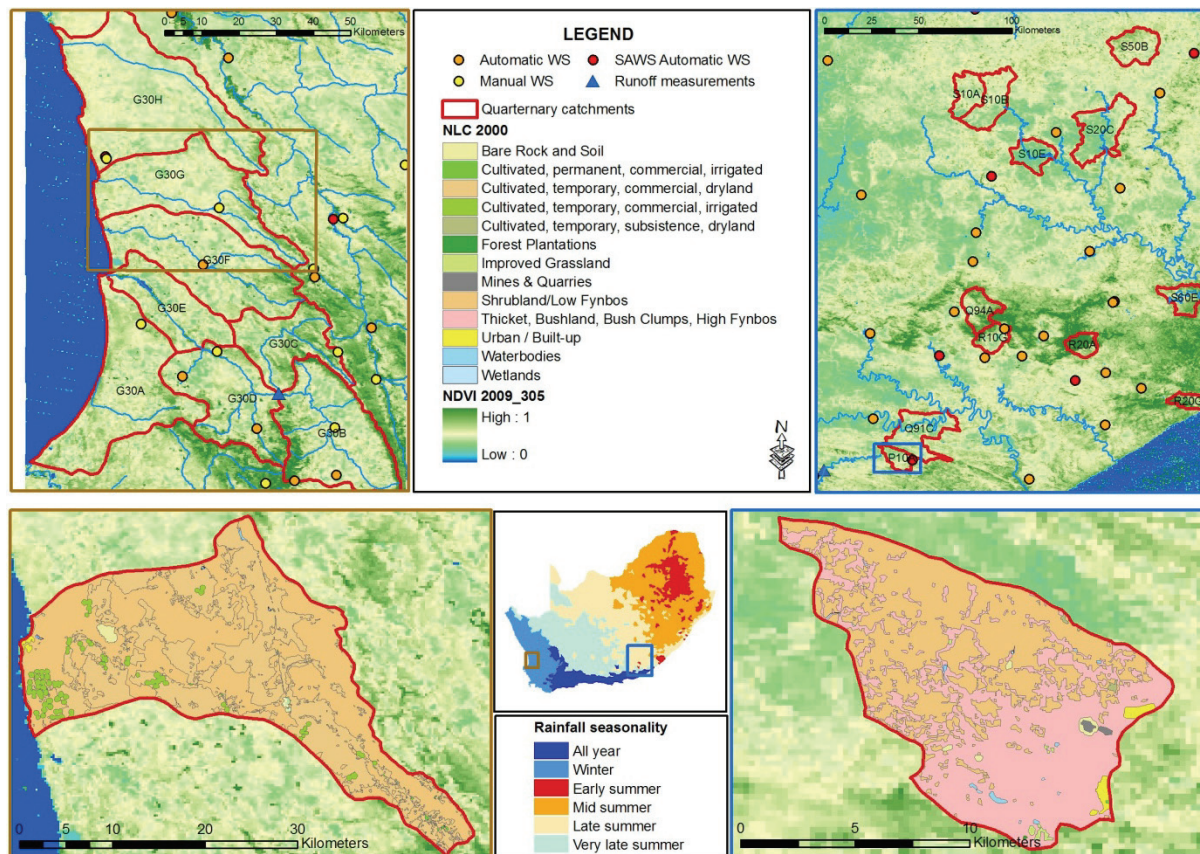 0 10 20 30 40 50
Kilometers
G30H
G30G
G30F
G30E
G30C
G30A
G30D
G30B
LEGEND
Automatic WS
SAWS Automatic WS
Manual WS
Runoff measurements
Quarternary catchments
NLC 2000
Bare Rock and Soil
Cultivated, permanent, commercial, irrigated
Cultivated, temporary, commercial, dryland
Cultivated, temporary, commercial, irrigated
Cultivated, temporary, subsistence, dryland
Forest Plantations
Improved Grassland
Mines & Quarries
Shrubland/Low Fynbos
Thicket, Bushland, Bush Clumps, High Fynbos
Urban / Built-up
Waterbodies
Wetlands
NDVI 2009_305
High : 1
Low : 0
N
0 25 50 100
Kilometers
S50B
S10A
S10B
S20C
S10E
S60E
Q94A
R10G
R20A
R20G
Q91C
0 5 10 20 30
Kilometers
Rainfall seasonality
All year
Winter
Early summer
Mid summer
Late summer
Very late summer
0 5 10
Kilometers